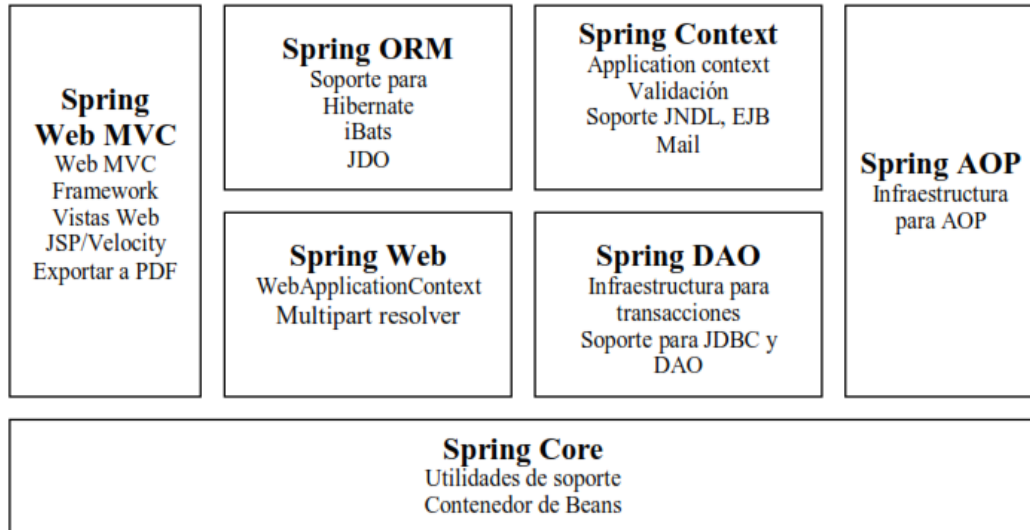 Spring
Web MVC
Web MVC
Framework
Vistas Web
JSP/Velocity
Exportar a PDF
Spring ORM
Soporte para
Hibernate
iBats
JDO
Spring Context
Application context
Validación
Soporte JNDL, EJB
Mail
Spring AOP
Infraestructura
para AOP
Spring Web
WebApplicationContext
Multipart resolver
Spring DAO
Infraestructura para
transacciones
Soporte para JDBC y
DAO
Spring Core
Utilidades de soporte
Contenedor de Beans